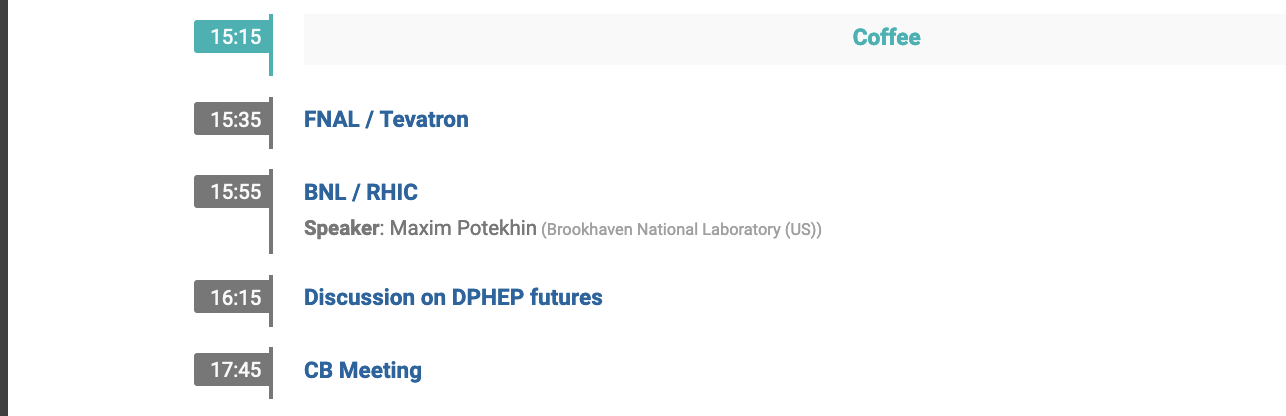 15:15 Coffee
15:35 FNAL / Tevatron
15:55 BNL / RHIC
Speaker: Maxim Potekhin (Brookhaven National Laboratory (US))
16:15 Discussion on DPHEP futures
17:45 CB Meeting